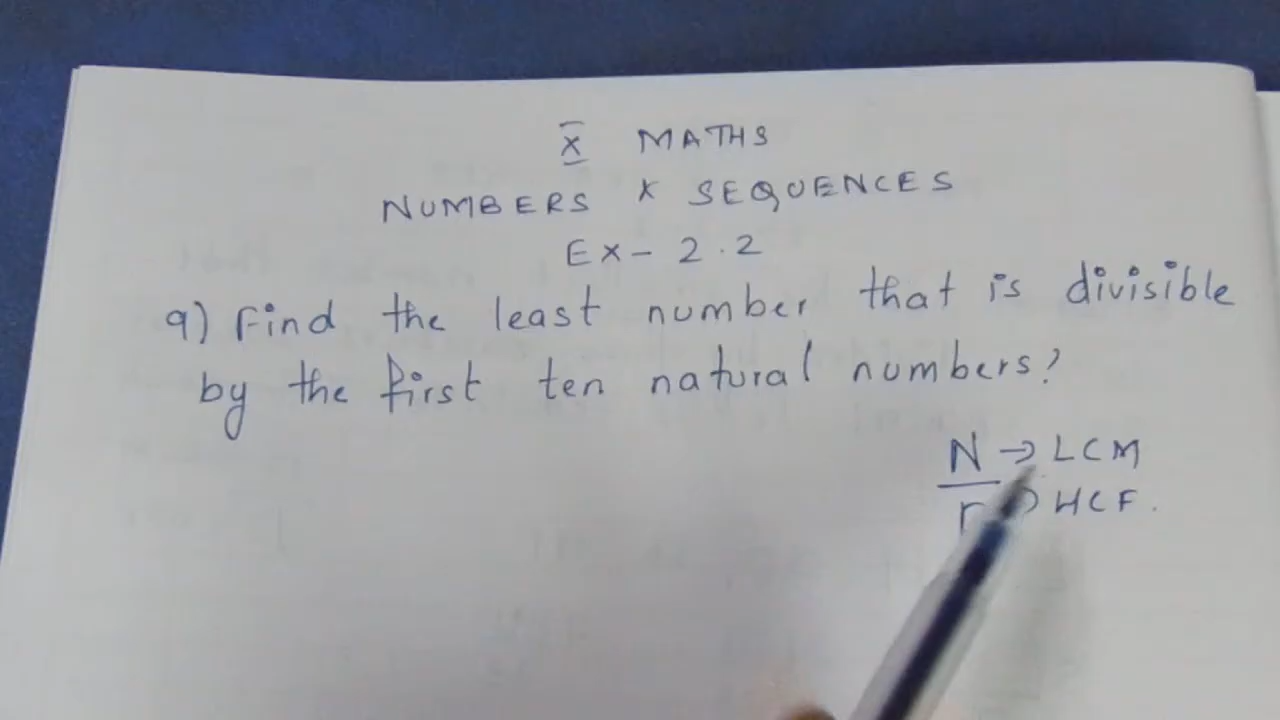 X MATHS
NUMBERS X SEQUENCES
Ex- 2.2
9) Find the least number that is divisible
by the first ten natural numbers?
N → LCM
HCF.